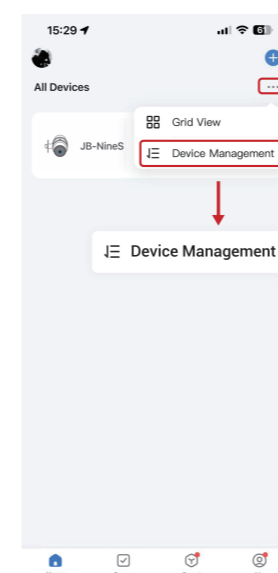 15:29
61
All Devices
...
Grid View
JB-NineS
Device Management
Device Management